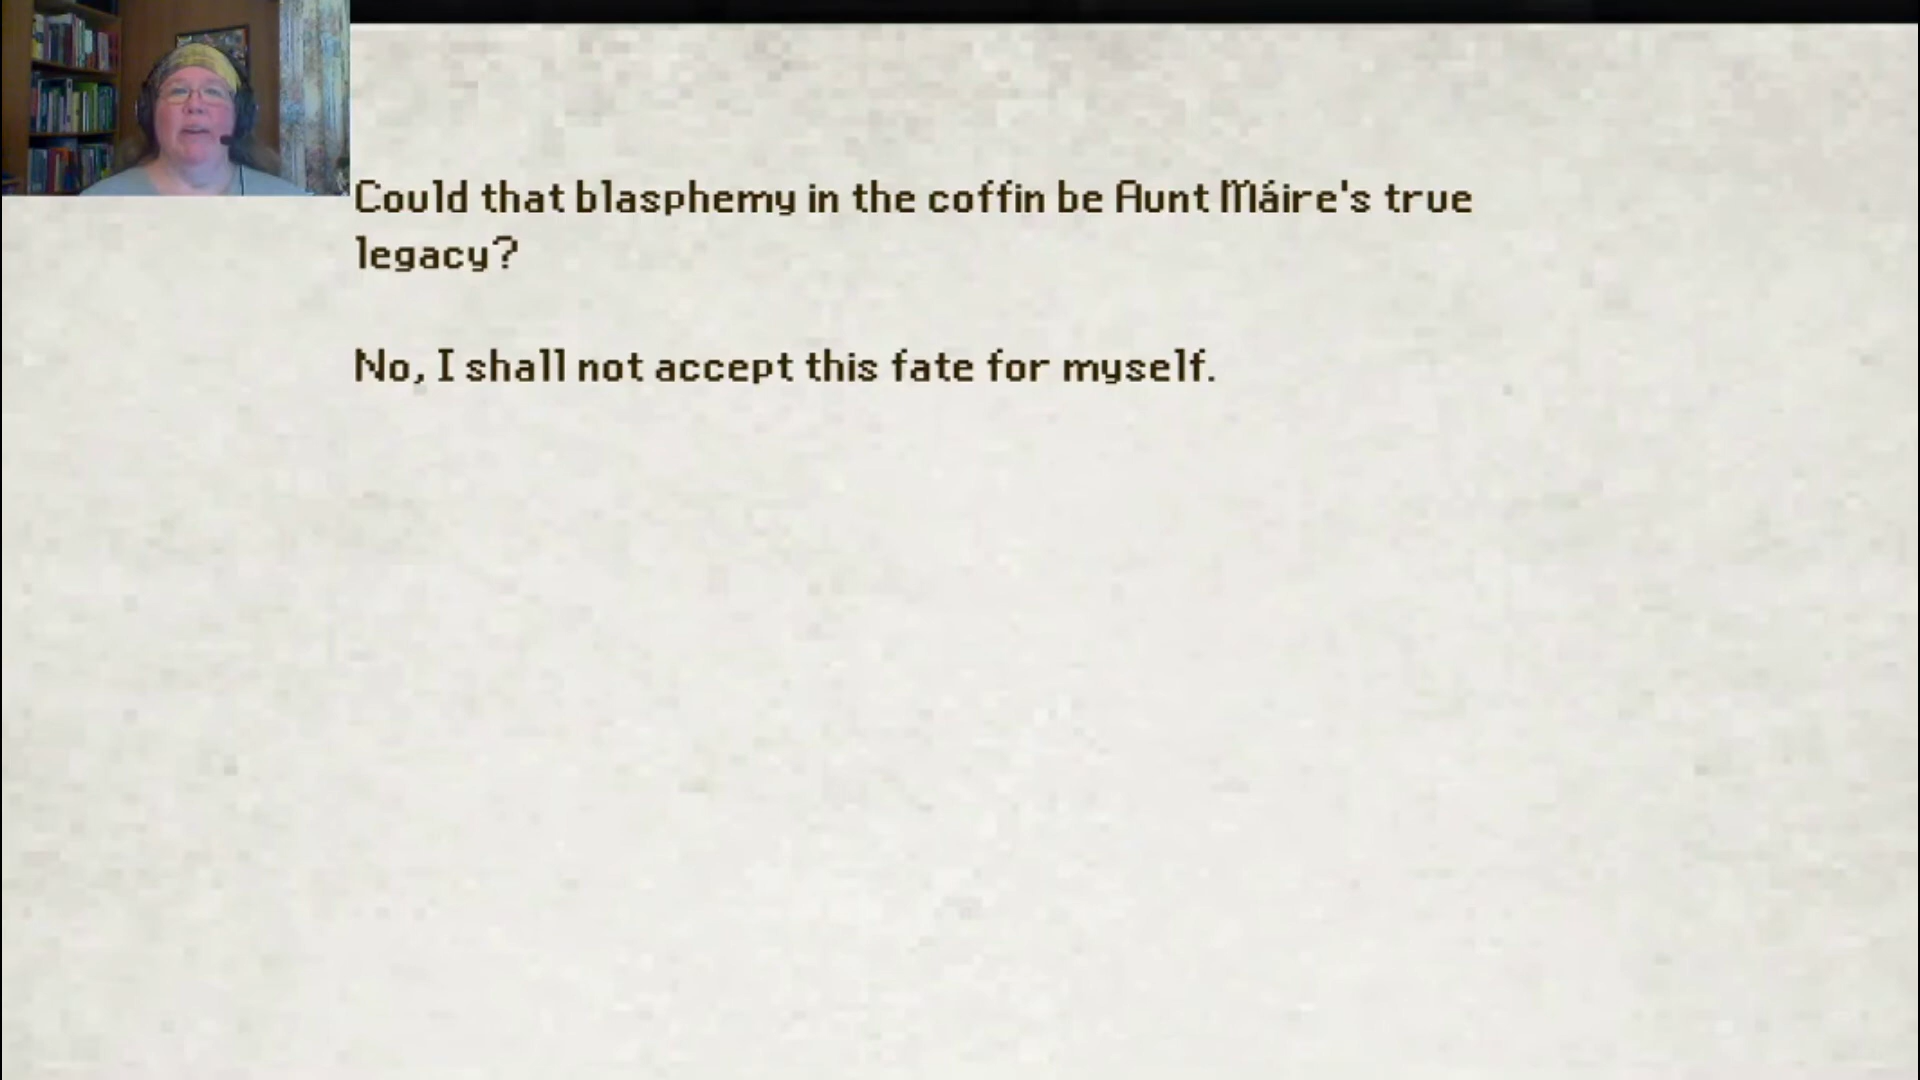 Could that blasphemy in the coffin be Aunt Máire's true
legacy?
No, I shall not accept this fate for myself.